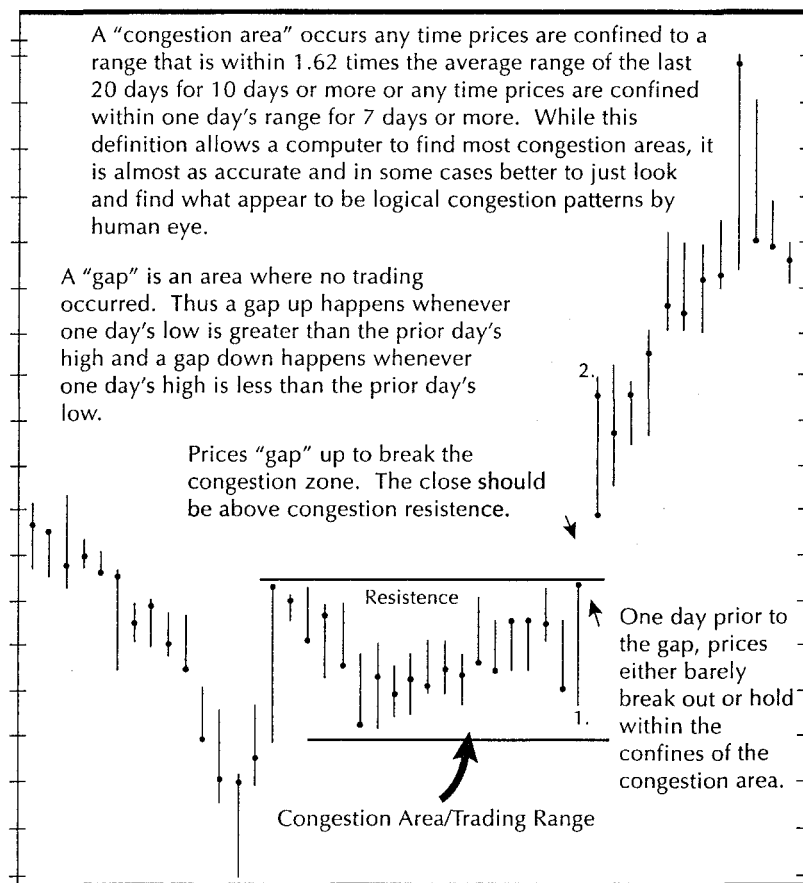 A “congestion area” occurs any time prices are confined to a
range that is within 1.62 times the average range of the last
20 days for 10 days or more or any time prices are confined
within one day's range for 7 days or more. While this
definition allows a computer to find most congestion areas, it
is almost as accurate and in some cases better to just look
and find what appear to be logical congestion patterns by
human eye.
A “gap” is an area where no trading
occurred. Thus a gap up happens whenever
one day's low is greater than the prior day's
high and a gap down happens whenever
one day's high is less than the prior day's
low.
2.
Prices “gap” up to break the
congestion zone. The close should
be above congestion resistence.
Resistence
One day prior to
the gap, prices
either barely
break out or hold
within the
confines of the
congestion area.
1.
Congestion Area/Trading Range